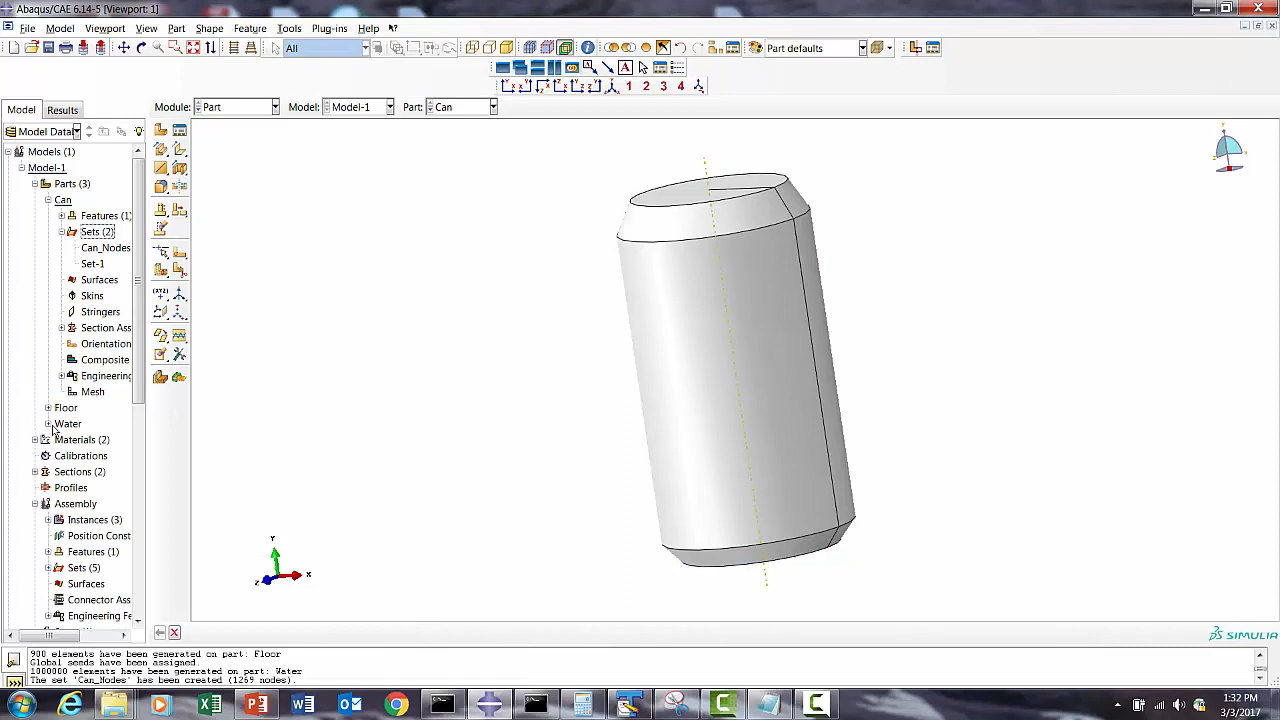 Abaqus/CAE 6.14-5 [Viewport: 1]
File Model Viewport View Part Shape Feature Tools Plug-ins Help
All
Part defaults
1 2 3 4
Model Results
Module: Part Model: Model-1 Part: Can
Model Data
Models (1)
Model-1
Parts (3)
Can
Features (1)
Sets (2)
Can_Nodes
Set-1
Surfaces
Skins
Stringers
Section Ass
Orientation
Composite
Engineering
Mesh
Floor
Water
Materials (2)
Calibrations
Sections (2)
Profiles
Assembly
Instances (3)
Position Const
Features (1)
Sets (5)
Surfaces
Connector Ass
Engineering Fe
Y
X
Z
SIMULIA
900 elements have been generated on part: Floor
Global seeds have been assigned.
1000000 elements have been generated on part: Water
The set 'Can_Nodes' has been created (1269 nodes).
1:32 PM
3/3/2017